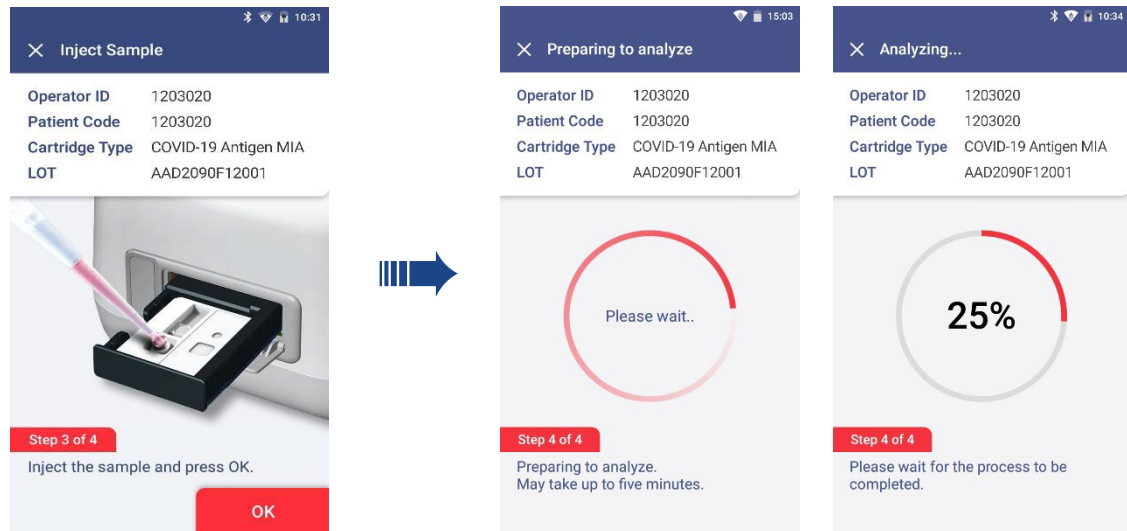 10:31
Inject Sample
Operator ID 1203020
Patient Code 1203020
Cartridge Type COVID-19 Antigen MIA
LOT AAD2090F12001
Step 3 of 4
Inject the sample and press OK.
OK
15:03
Preparing to analyze
Operator ID 1203020
Patient Code 1203020
Cartridge Type COVID-19 Antigen MIA
LOT AAD2090F12001
Please wait..
Step 4 of 4
Preparing to analyze.
May take up to five minutes.
10:34
Analyzing...
Operator ID 1203020
Patient Code 1203020
Cartridge Type COVID-19 Antigen MIA
LOT AAD2090F12001
25%
Step 4 of 4
Please wait for the process to be
completed.